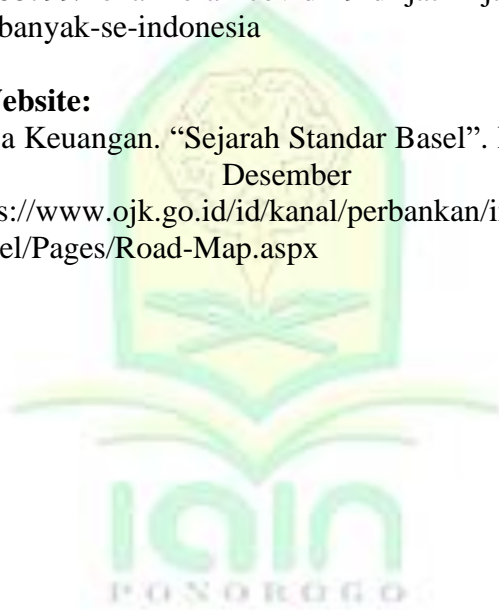 banyak-se-indonesia
Website:
a Keuangan. “Sejarah Standar Basel”.
Desember
s://www.ojk.go.id/id/kanal/perbankan/i
el/Pages/Road-Map.aspx
iain
PONOROGO